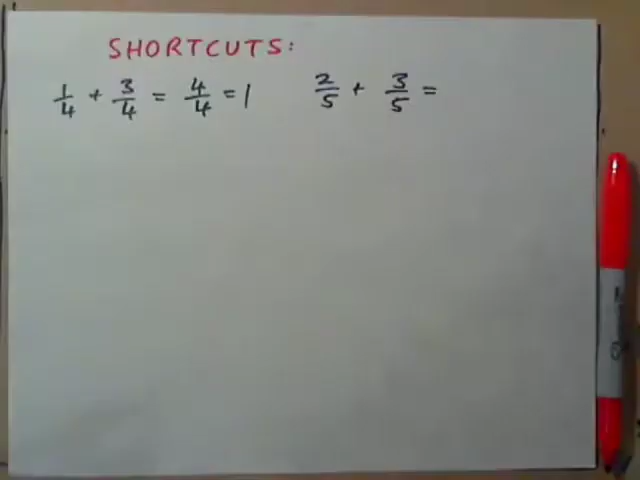 SHORTCUTS:
1/4 + 3/4 = 4/4 = 1 2/5 + 3/5 =